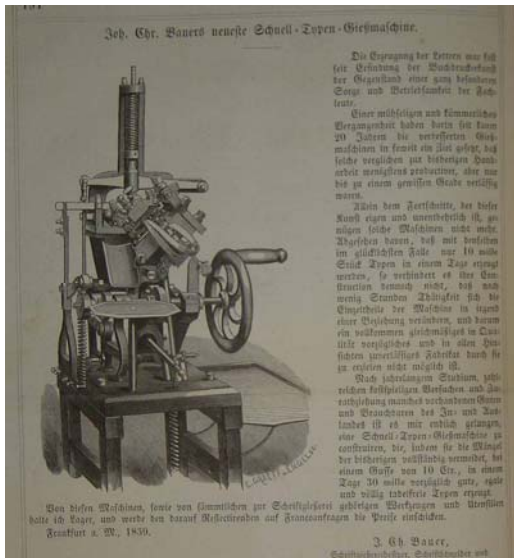 Joh. Chr. Bauers neueste Schnell-Typen-Gießmaschine.
Die Erzeugung der Lettern war fast
seit Erfindung der Buchdruckerkunst
der Gegenstand einer ganz besonderen
Sorge und Betriebsamkeit der Fach-
leute.
Einer mühseligen und kümmerlichen
Vergangenheit haben darin seit kaum
20 Jahren die verbesserten Gieß-
maschinen in soweit ein Ziel gesetzt, daß
solche verglichen zur bisherigen Hand-
arbeit wenigstens productiver, aber nur
bis zu einem gewissen Grade verlässig
waren.
Allein dem Fortschritte, der dieser
Kunst eigen und unentbehrlich ist, ge-
nügen solche Maschinen nicht mehr.
Abgesehen davon, daß mit denselben
im glücklichsten Falle nur 10 mille
Stück Typen in einem Tage erzeugt
werden, so verhindert es ihre Con-
struction dennoch nicht, daß nach
wenig Stunden Thätigkeit sich die
Einzeltheile der Maschine in irgend
einer Beziehung verändern, und darum
ein vollkommen gleichmäßiges in Qua-
lität vorzügliches und in allen Hin-
sichten zuverlässiges Fabrikat durch sie
zu erzielen nicht möglich ist.
Nach jahrelangem Studium, zahl-
reichen kostspieligen Versuchen und Zu-
rathziehung manches vorhandenen Guten
und Brauchbaren des In- und Aus-
landes ist es mir endlich gelungen,
eine Schnell-Typen-Gießmaschine zu
construiren, die, indem sie die Mängel
der bisherigen vollständig vermeidet, bei
einem Gusse von 10 Ctr., in einem
Tage 30 mille vorzüglich gute, egale
und völlig tadelfreie Typen erzeugt.
Von diesen Maschinen, sowie von sämmtlichen zur Schriftgießerei gehörigen Werkzeugen und Utensilien
halte ich Lager, und werde den darauf Reflectirenden auf Francoanfragen die Preise einschicken.
Frankfurt a. M., 1859.
J. Ch. Bauer,